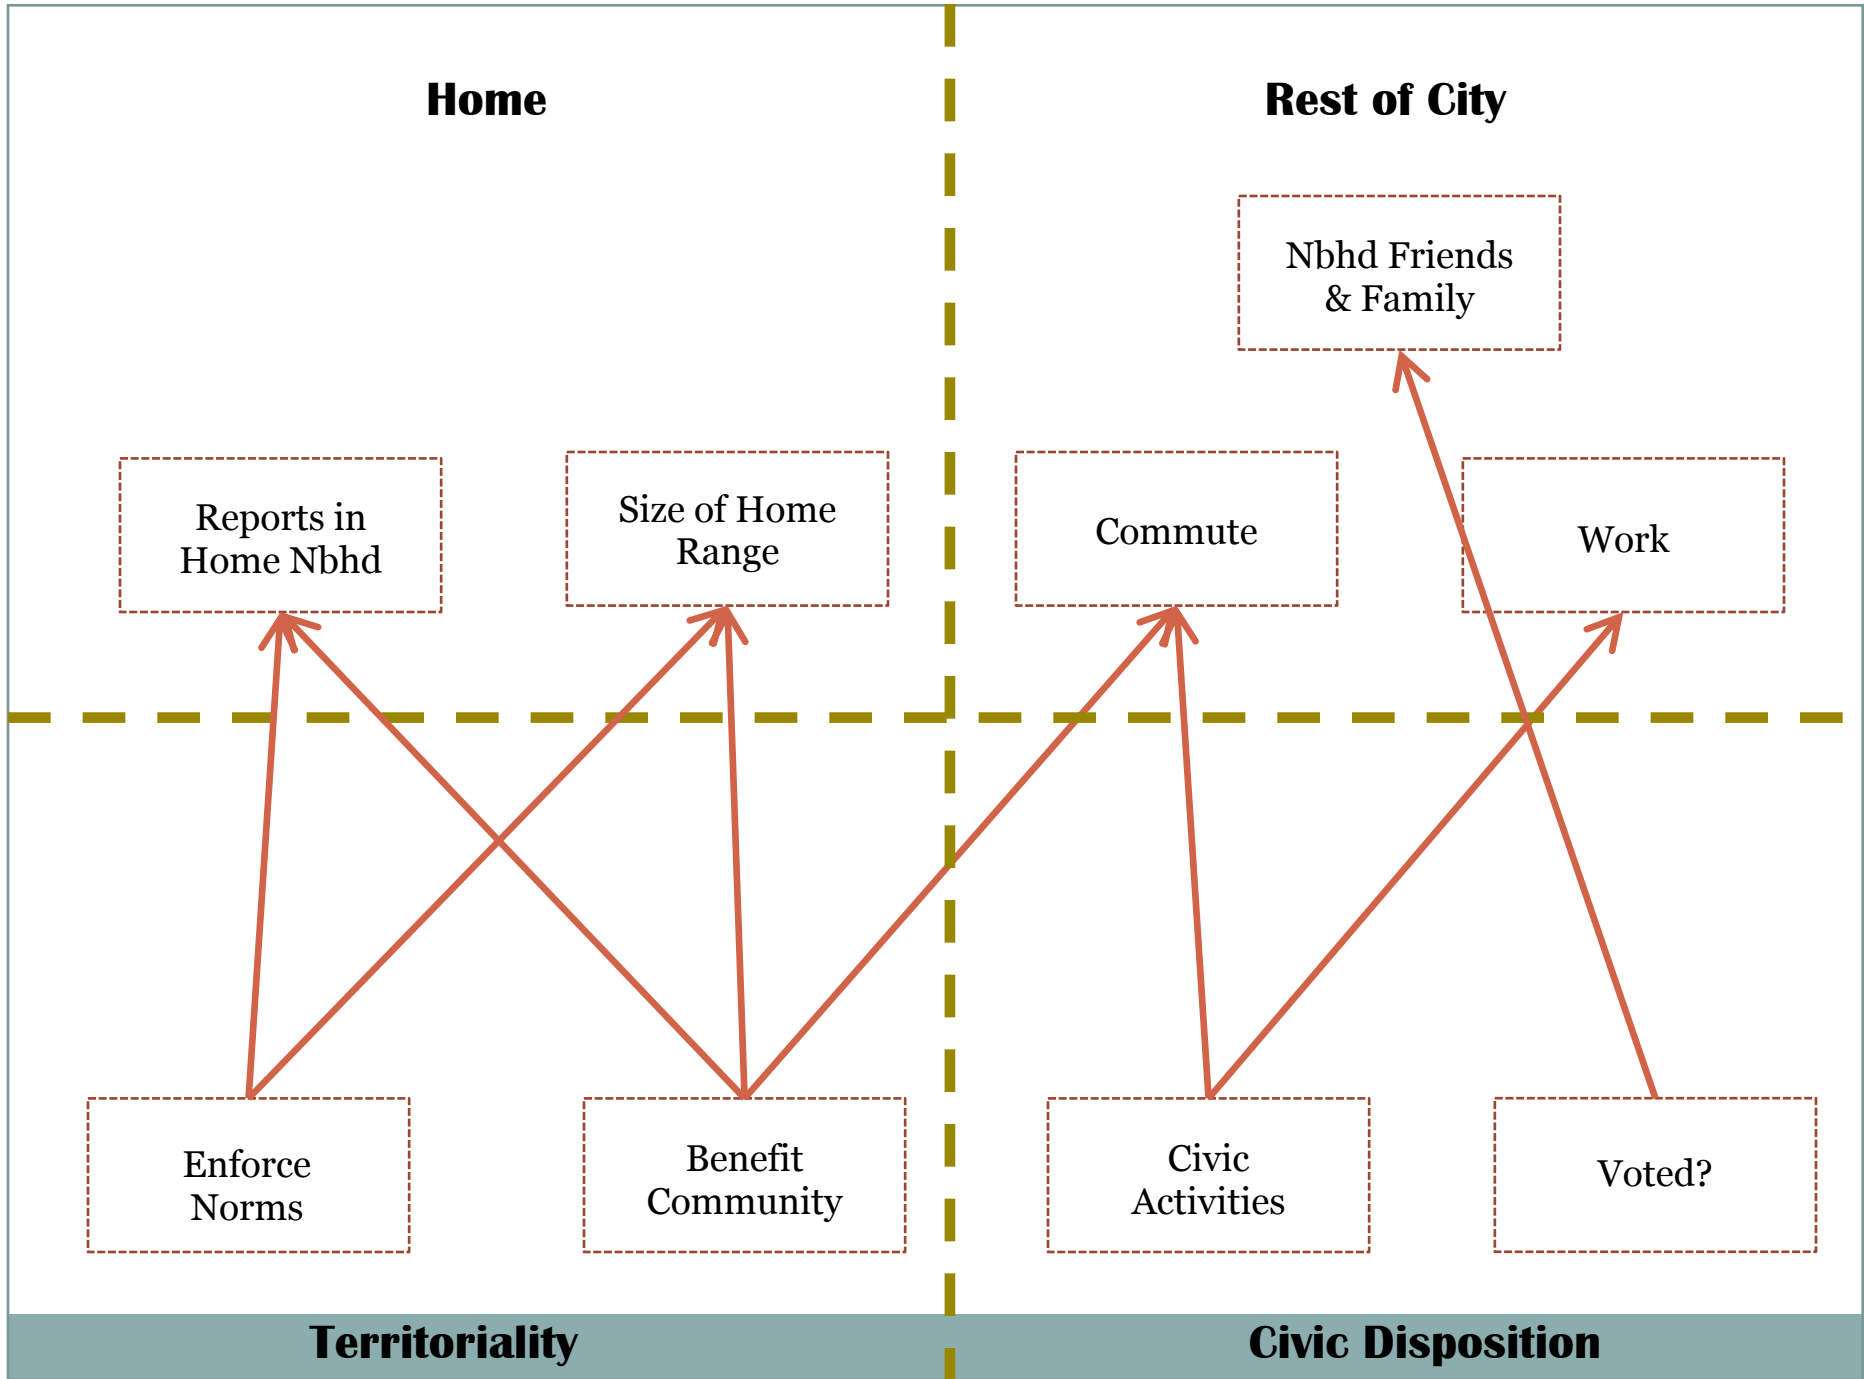 Home
Rest of City
Nbhd Friends
& Family
Reports in
Home Nbhd
Size of Home
Range
Commute
Work
Enforce
Norms
Benefit
Community
Civic
Activities
Voted?
Territoriality
Civic Disposition